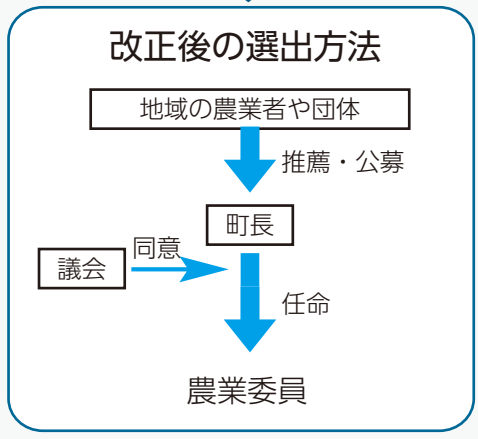 改正後の選出方法
地域の農業者や団体
推薦・公募
町長
同意
議会
任命
農業委員